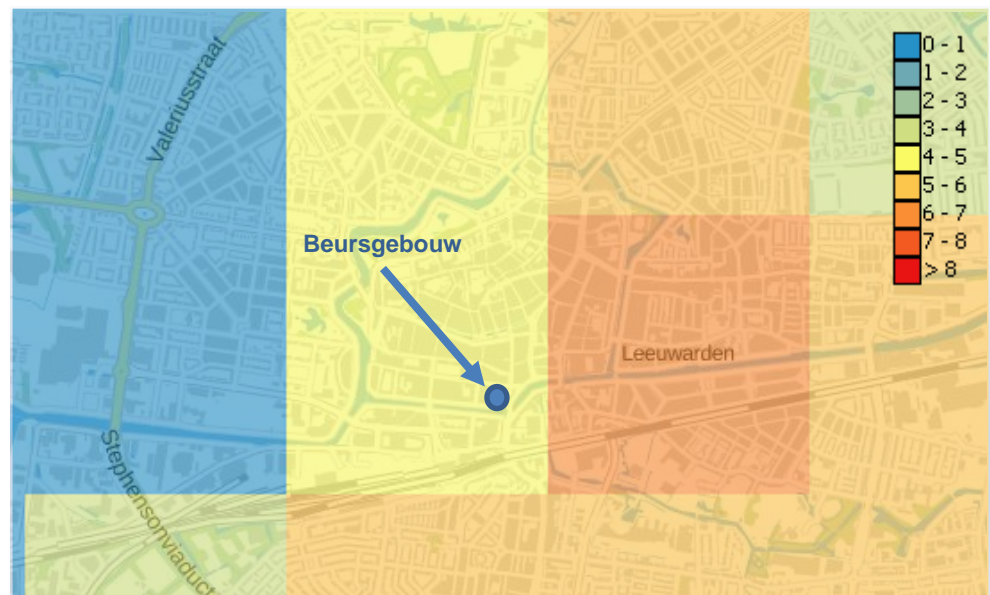 Valeriusstraat
0 - 1
1 - 2
2 - 3
3 - 4
4 - 5
5 - 6
6 - 7
7 - 8
> 8
Beursgebouw
Leeuwarden
Stephensonviaduct